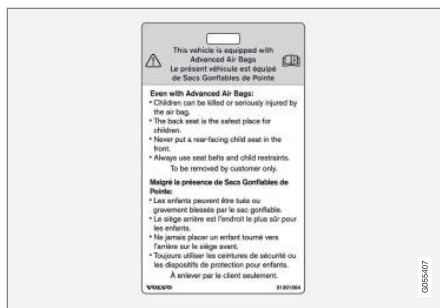 This vehicle is equipped with
Advanced Air Bags
Le présent véhicule est équipé
de Sacs Gonflables de Pointe
Even with Advanced Air Bags:
• Children can be killed or seriously injured by
the air bag.
• The back seat is the safest place for
children.
• Never put a rear-facing child seat in the
front.
• Always use seat belts and child restraints.
To be removed by customer only.
Malgré la présence de Sacs Gonflables de
Pointe:
• Les enfants peuvent être tués ou
gravement blessés par le sac gonflable.
• Le siège arrière est l'endroit le plus sûr pour
les enfants.
• Ne jamais placer un enfant tourné vers
l'arrière sur le siège avant.
• Toujours utiliser les ceintures de sécurité ou
les dispositifs de protection pour enfants.
À enlever par le client seulement.
VOLVO 31301564
G055407